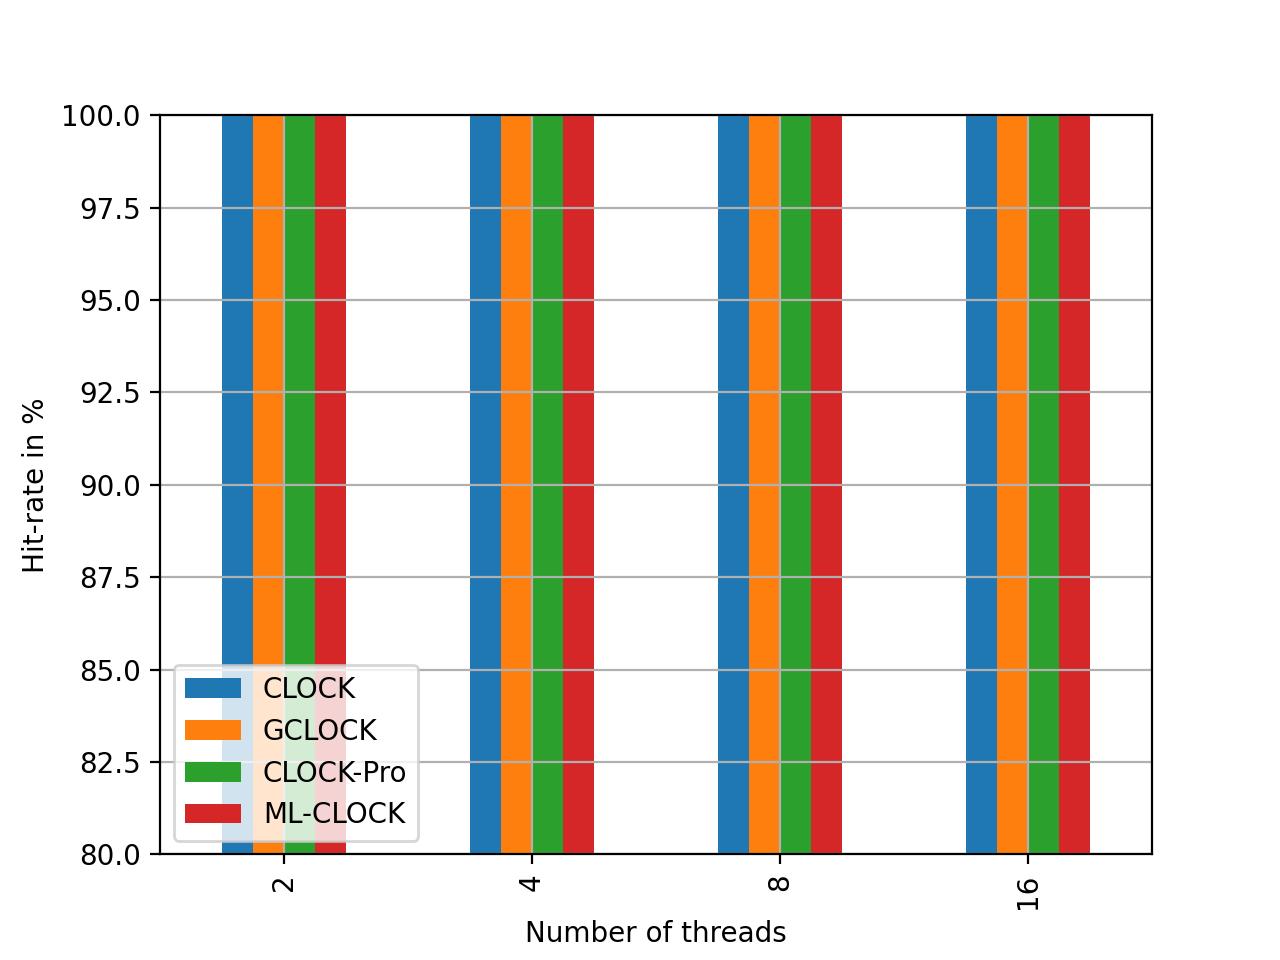 100.0
97.5
95.0
92.5
90.0
87.5
85.0
82.5
80.0
Hit-rate in %
CLOCK
GCLOCK
CLOCK-Pro
ML-CLOCK
2 4 8 16
Number of threads